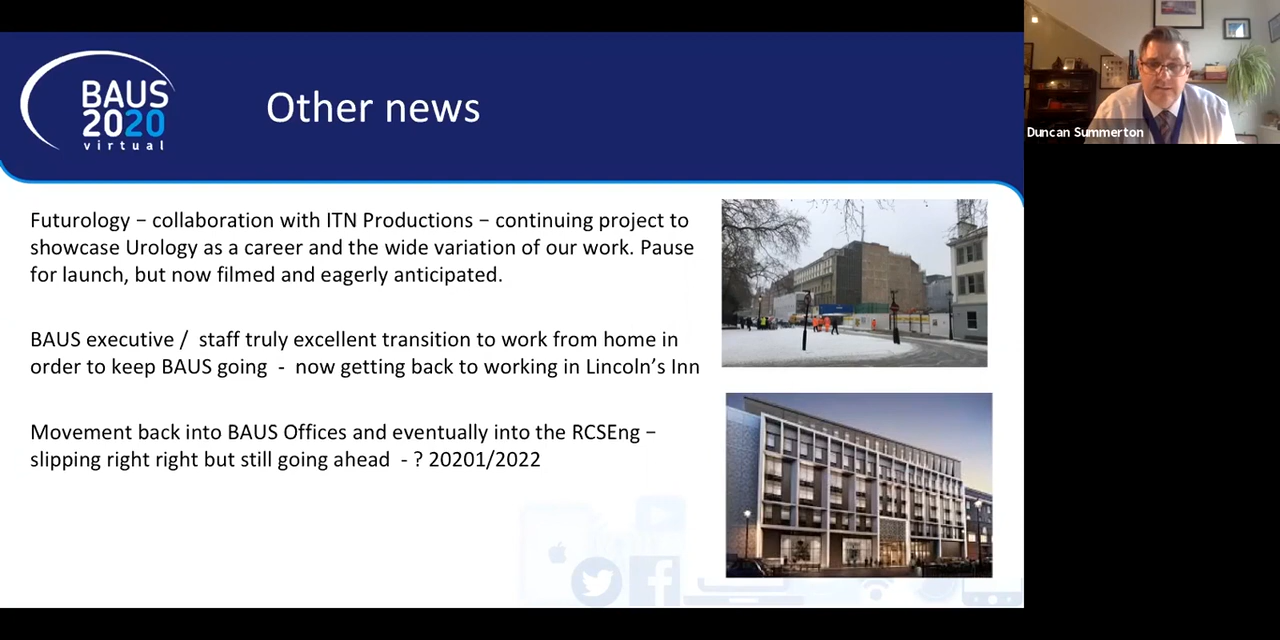 BAUS
2020
virtual
Other news
Duncan Summerton
Futurology – collaboration with ITN Productions – continuing project to
showcase Urology as a career and the wide variation of our work. Pause
for launch, but now filmed and eagerly anticipated.
BAUS executive /  staff truly excellent transition to work from home in
order to keep BAUS going  -  now getting back to working in Lincoln’s Inn
Movement back into BAUS Offices and eventually into the RCSEng –
slipping right right but still going ahead  - ? 20201/2022